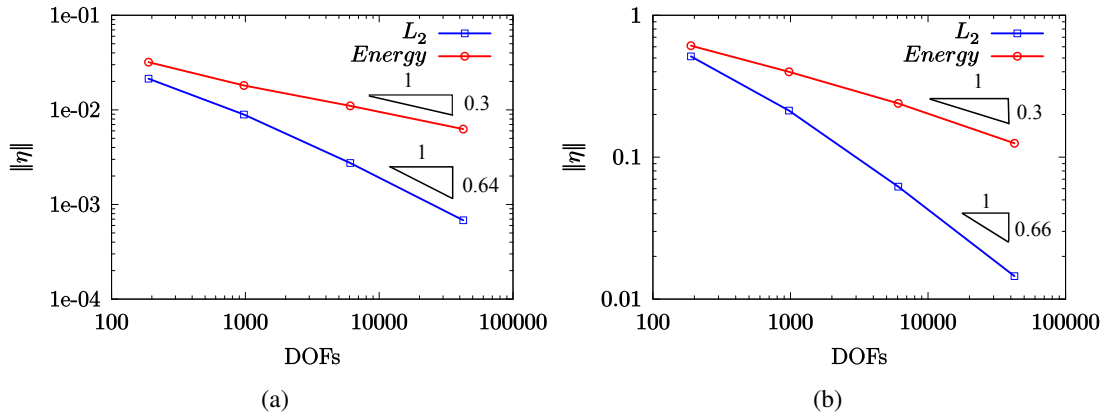 1e-01
1e-02
1e-03
1e-04
‖η‖
L₂
Energy
1
0.3
1
0.64
100 1000 10000 100000
DOFs
(a)
1
0.1
0.01
‖η‖
L₂
Energy
1
0.3
1
0.66
100 1000 10000 100000
DOFs
(b)